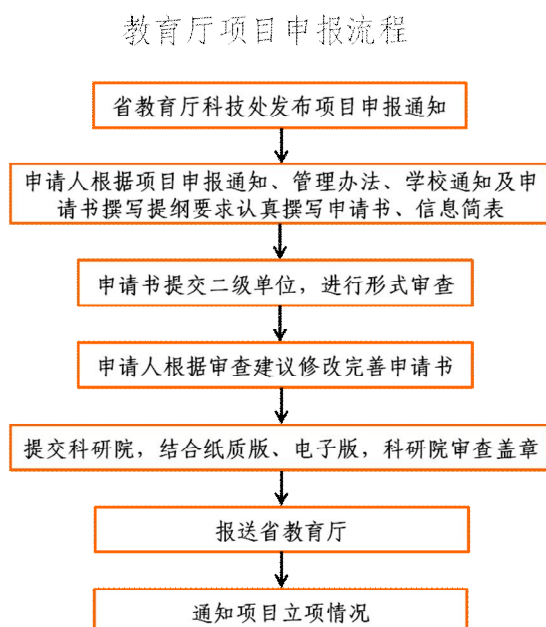 教育厅项目申报流程
省教育厅科技处发布项目申报通知
申请人根据项目申报通知、管理办法、学校通知及申
请书撰写提纲要求认真撰写申请书、信息简表
申请书提交二级单位，进行形式审查
申请人根据审查建议修改完善申请书
提交科研院，结合纸质版、电子版，科研院审查盖章
报送省教育厅
通知项目立项情况